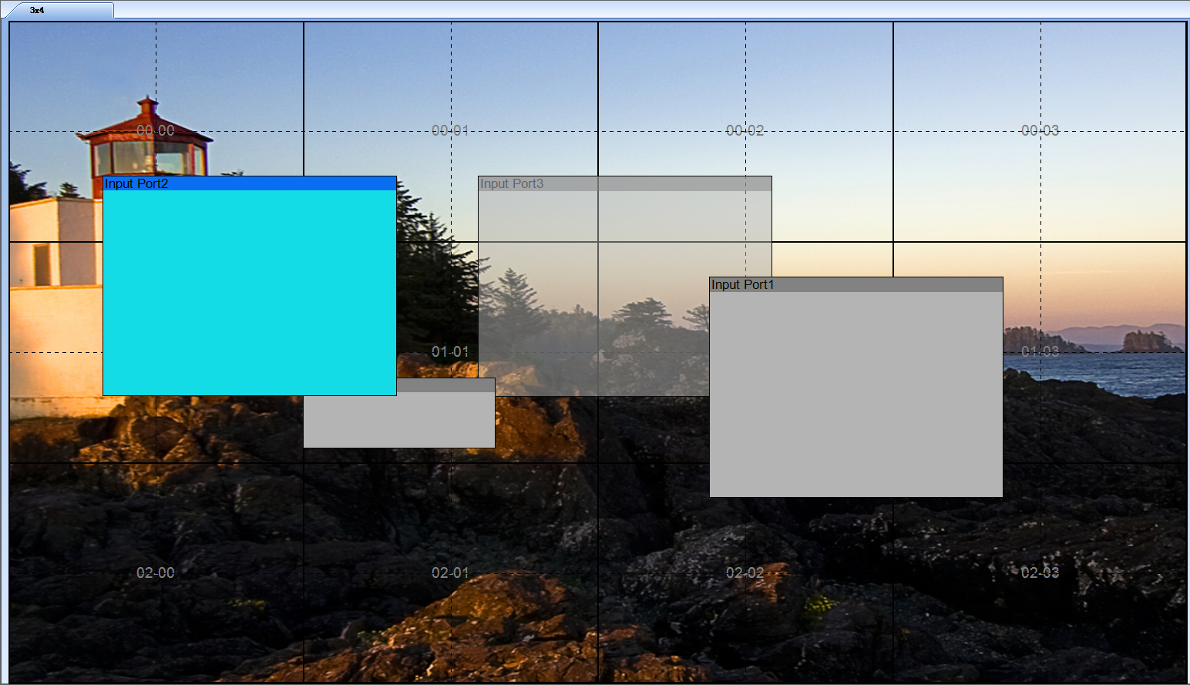 3x4
00-00
00-01
00-02
00-03
Input Port2
Input Port3
Input Port1
01-01
01-03
02-00
02-01
02-02
02-03